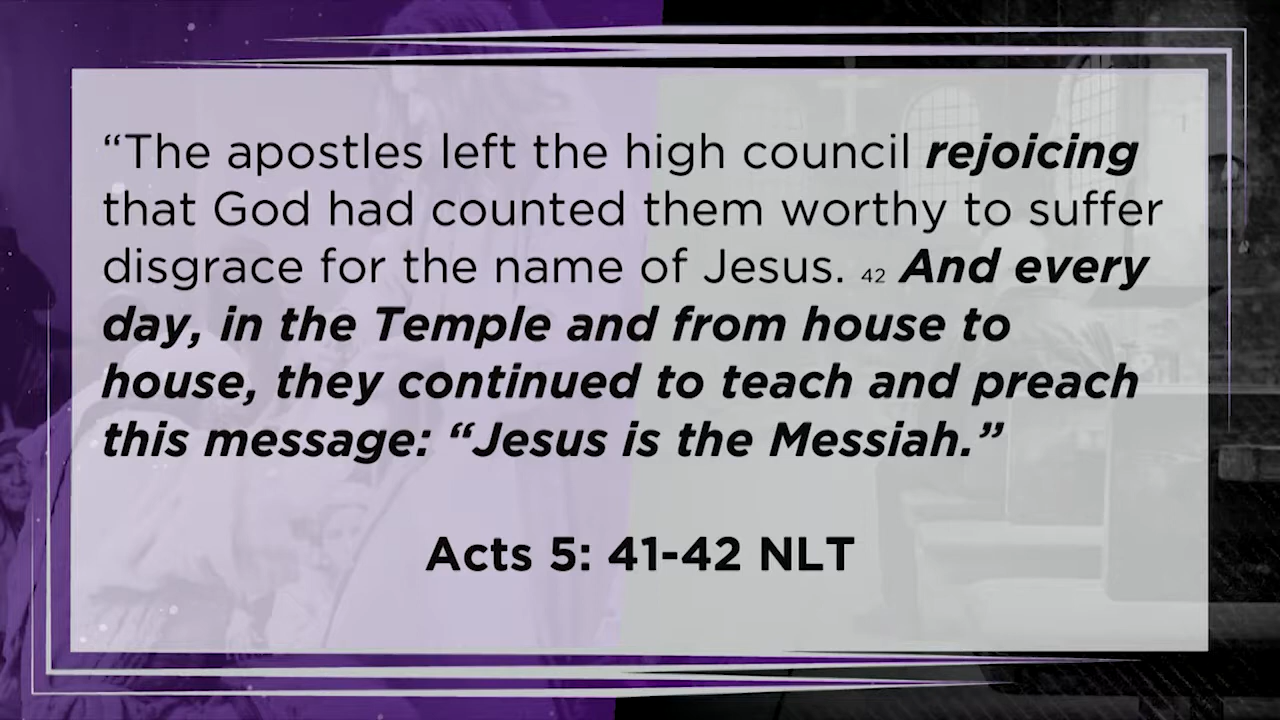 “The apostles left the high council rejoicing
that God had counted them worthy to suffer
disgrace for the name of Jesus. 42 And every
day, in the Temple and from house to
house, they continued to teach and preach
this message: “Jesus is the Messiah.”
Acts 5: 41-42 NLT